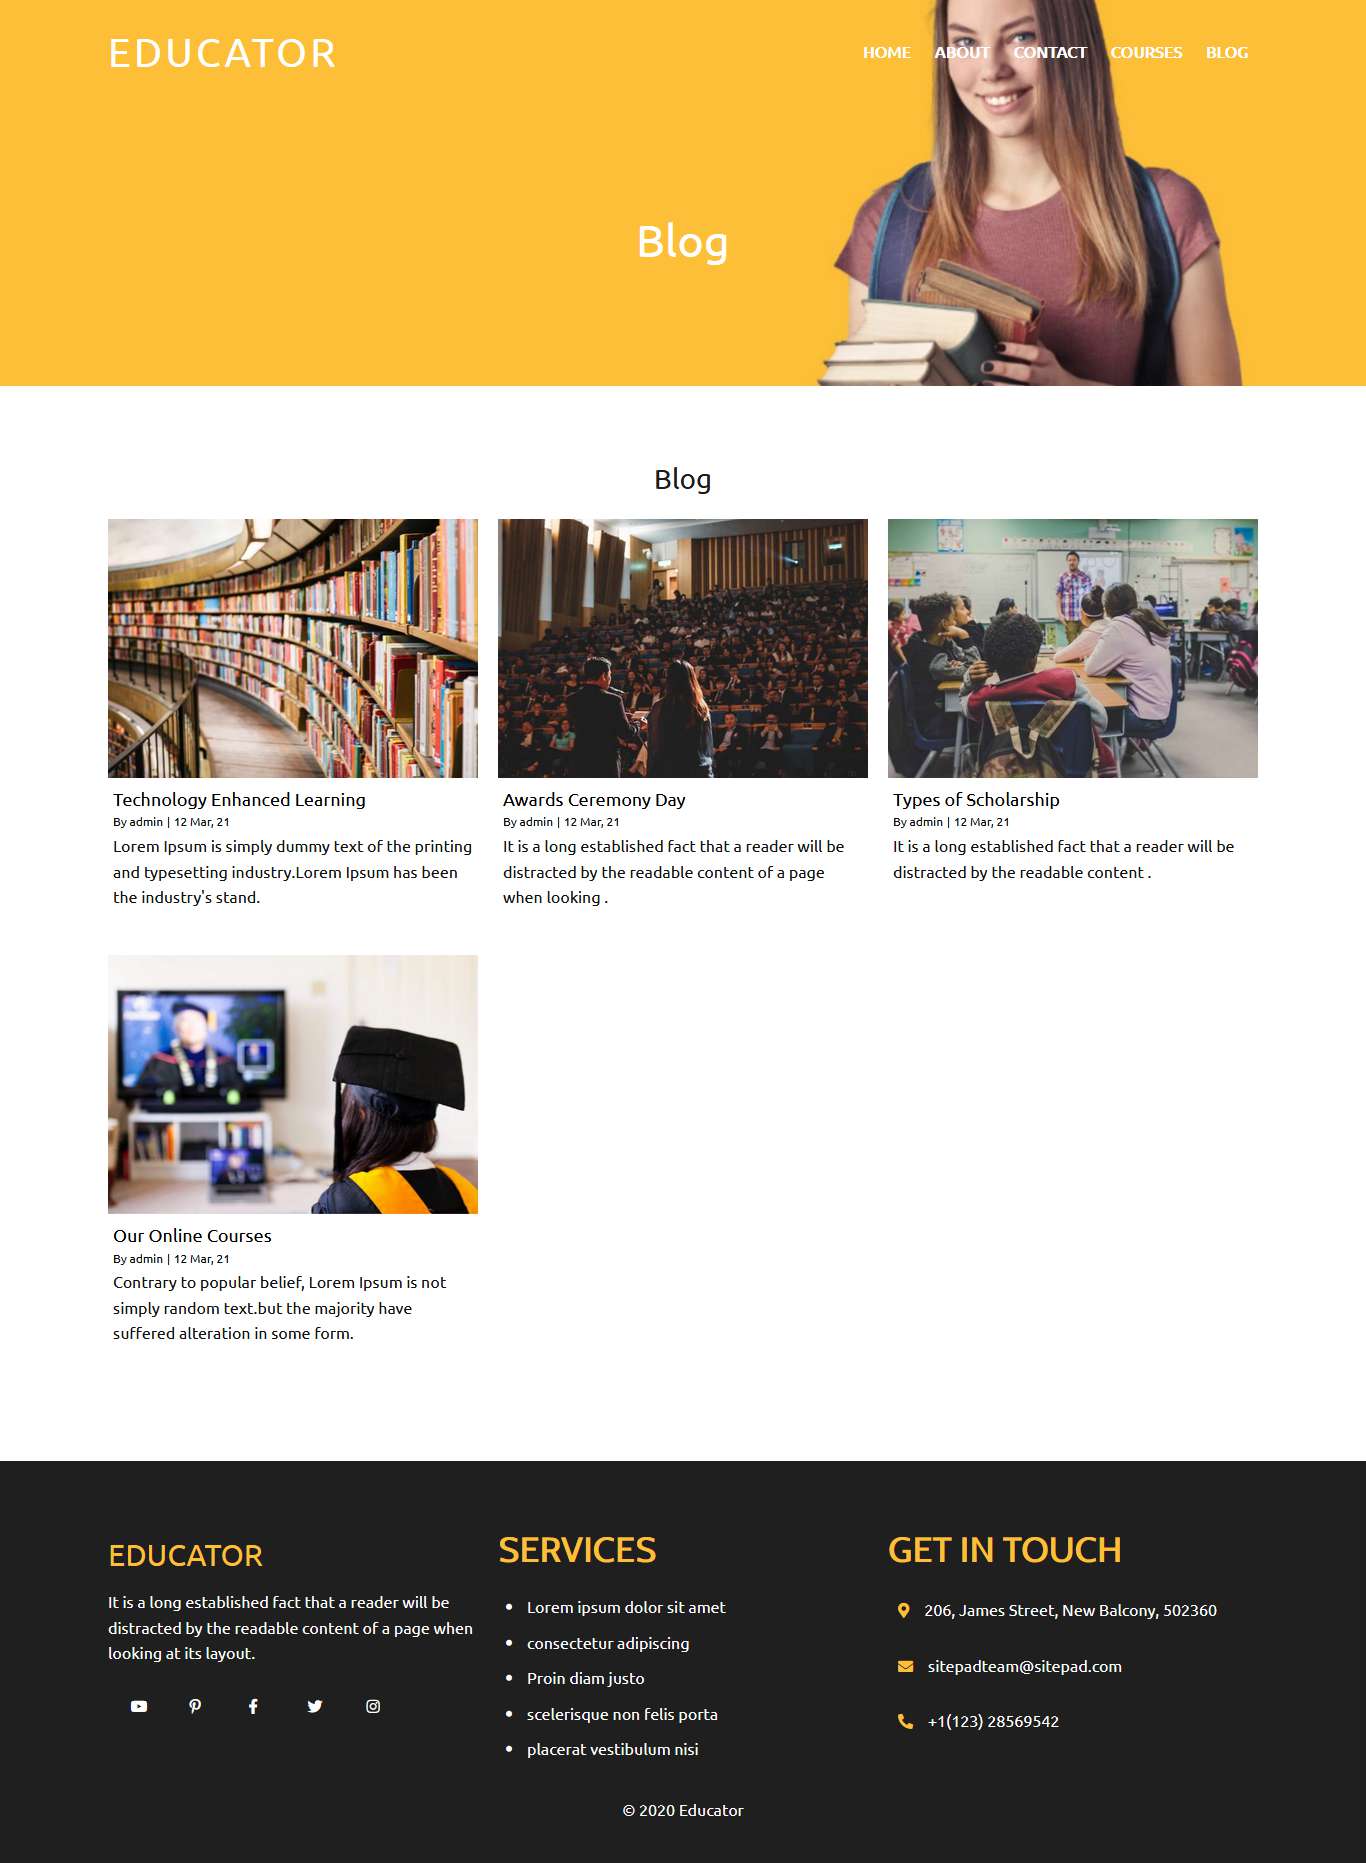 EDUCATOR
HOME ABOUT CONTACT COURSES BLOG
Blog
Blog
Technology Enhanced Learning
By admin | 12 Mar, 21
Lorem Ipsum is simply dummy text of the printing
and typesetting industry.Lorem Ipsum has been
the industry's stand.
Awards Ceremony Day
By admin | 12 Mar, 21
It is a long established fact that a reader will be
distracted by the readable content of a page
when looking .
Types of Scholarship
By admin | 12 Mar, 21
It is a long established fact that a reader will be
distracted by the readable content .
Our Online Courses
By admin | 12 Mar, 21
Contrary to popular belief, Lorem Ipsum is not
simply random text.but the majority have
suffered alteration in some form.
EDUCATOR
It is a long established fact that a reader will be
distracted by the readable content of a page when
looking at its layout.
SERVICES
• Lorem ipsum dolor sit amet
• consectetur adipiscing
• Proin diam justo
• scelerisque non felis porta
• placerat vestibulum nisi
GET IN TOUCH
206, James Street, New Balcony, 502360
sitepadteam@sitepad.com
+1(123) 28569542
© 2020 Educator